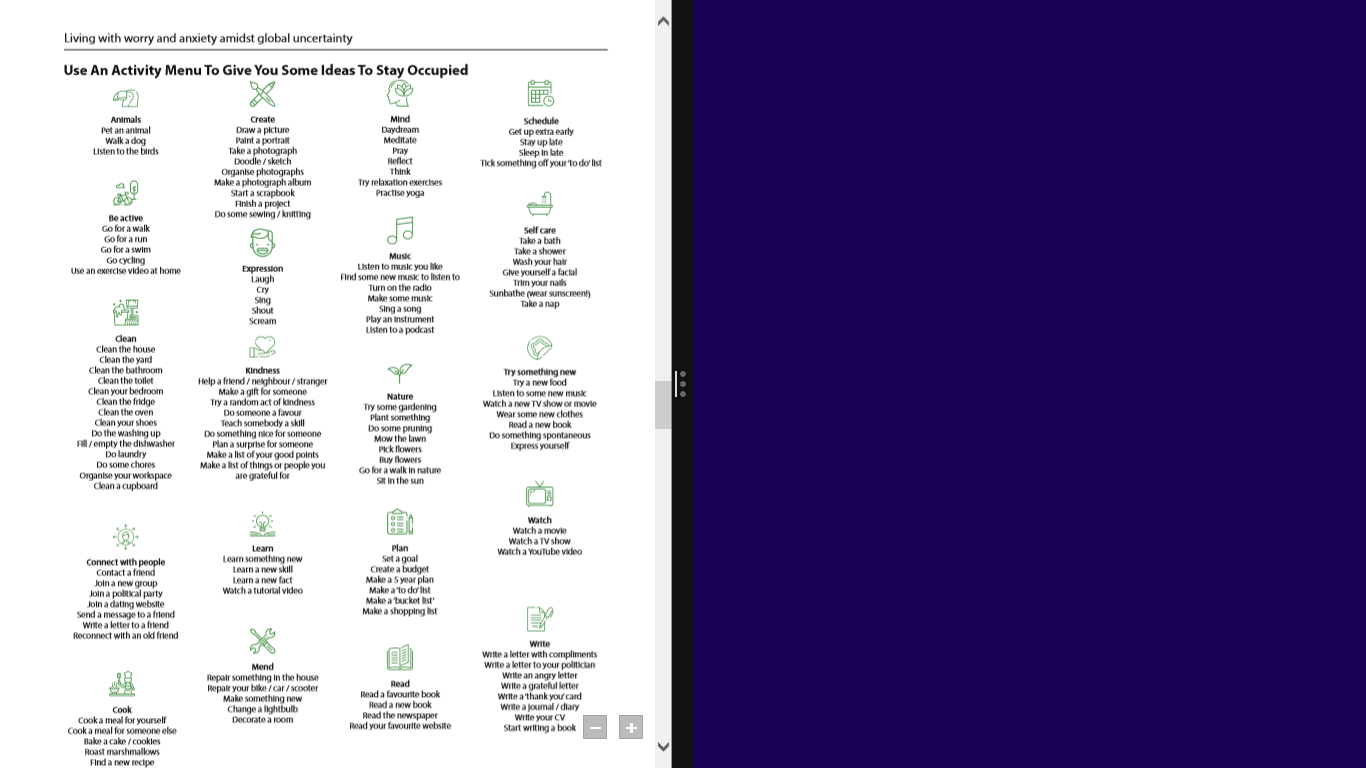 Living with worry and anxiety amidst global uncertainty
Use An Activity Menu To Give You Some Ideas To Stay Occupied
Animals
Pet an animal
Walk a dog
Listen to the birds
Be active
Go for a walk
Go for a run
Go for a swim
Go cycling
Use an exercise video at home
Clean
Clean the house
Clean the yard
Clean the bathroom
Clean the toilet
Clean your bedroom
Clean the fridge
Clean the oven
Clean your shoes
Do the washing up
Fill / empty the dishwasher
Do laundry
Do some chores
Organise your workspace
Clean a cupboard
Connect with people
Contact a friend
Join a new group
Join a political party
Join a dating website
Send a message to a friend
Write a letter to a friend
Reconnect with an old friend
Cook
Cook a meal for yourself
Cook a meal for someone else
Bake a cake / cookies
Roast marshmallows
Find a new recipe
Create
Draw a picture
Paint a portrait
Take a photograph
Doodle / sketch
Organise photographs
Make a photograph album
Start a scrapbook
Finish a project
Do some sewing / knitting
Expression
Laugh
Cry
Sing
Shout
Scream
Kindness
Help a friend / neighbour / stranger
Make a gift for someone
Try a random act of kindness
Do someone a favour
Teach somebody a skill
Do something nice for someone
Plan a surprise for someone
Make a list of your good points
Make a list of things or people you
are grateful for
Learn
Learn something new
Learn a new skill
Learn a new fact
Watch a tutorial video
Mend
Repair something in the house
Repair your bike / car / scooter
Make something new
Change a lightbulb
Decorate a room
Mind
Daydream
Meditate
Pray
Reflect
Think
Try relaxation exercises
Practise yoga
Music
Listen to music you like
Find some new music to listen to
Turn on the radio
Make some music
Sing a song
Play an instrument
Listen to a podcast
Nature
Try some gardening
Plant something
Do some pruning
Mow the lawn
Pick flowers
Buy flowers
Go for a walk in nature
Sit in the sun
Plan
Set a goal
Create a budget
Make a 5 year plan
Make a 'to do' list
Make a 'bucket list'
Make a shopping list
Read
Read a favourite book
Read a new book
Read the newspaper
Read your favourite website
Schedule
Get up extra early
Stay up late
Sleep in late
Tick something off your 'to do' list
Self care
Take a bath
Take a shower
Wash your hair
Give yourself a facial
Trim your nails
Sunbathe (wear sunscreen!)
Take a nap
Try something new
Try a new food
Listen to some new music
Watch a new TV show or movie
Wear some new clothes
Read a new book
Do something spontaneous
Express yourself
Watch
Watch a movie
Watch a TV show
Watch a YouTube video
Write
Write a letter with compliments
Write a letter to your politician
Write an angry letter
Write a grateful letter
Write a 'thank you' card
Write a journal / diary
Write your CV
Start writing a book